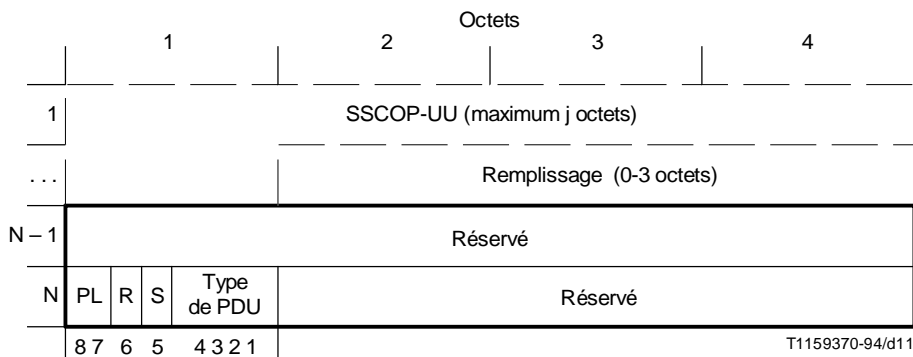 Octets
1 2 3 4
1 SSCOP-UU (maximum j octets)
. . . Remplissage (0-3 octets)
N – 1 Réservé
N PL R S Type de PDU Réservé
8 7 6 5 4 3 2 1
T1159370-94/d11